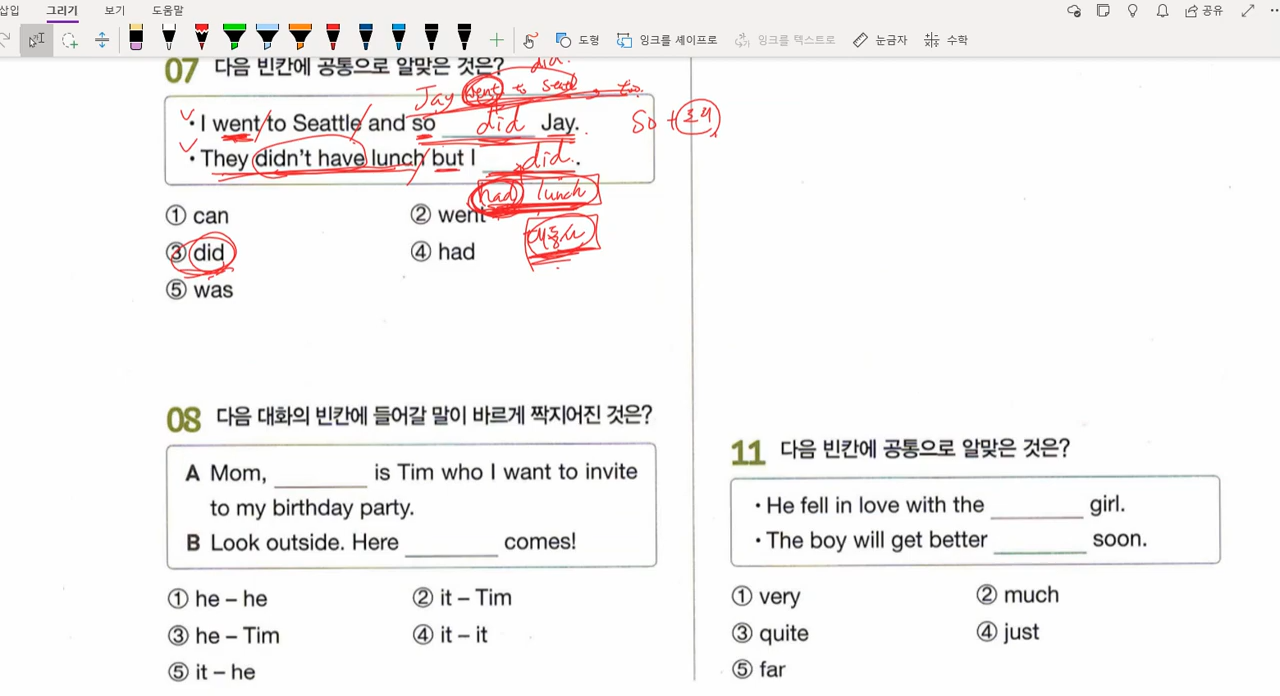 삽입 그리기 보기 도움말 공유
도형 잉크를 셰이프로 잉크를 텍스트로 눈금자 수학
07 다음 빈칸에 공통으로 알맞은 것은?
did.
Jay went to seattle, too.
• I went to Seattle and so did Jay.
So + 도치
• They didn't have lunch but I did.
had lunch
대동사
① can ② went
③ did ④ had
⑤ was
08 다음 대화의 빈칸에 들어갈 말이 바르게 짝지어진 것은?
A Mom, ________ is Tim who I want to invite
to my birthday party.
B Look outside. Here ________ comes!
① he – he ② it – Tim
③ he – Tim ④ it – it
⑤ it – he
11 다음 빈칸에 공통으로 알맞은 것은?
• He fell in love with the ________ girl.
• The boy will get better ________ soon.
① very ② much
③ quite ④ just
⑤ far